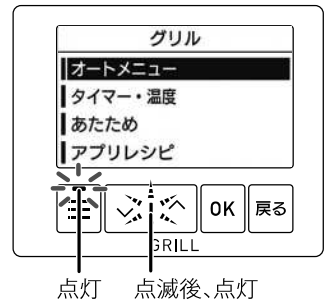 グリル
オートメニュー
タイマー・温度
あたため
アプリレシピ
OK 戻る
GRILL
点灯 点滅後、点灯